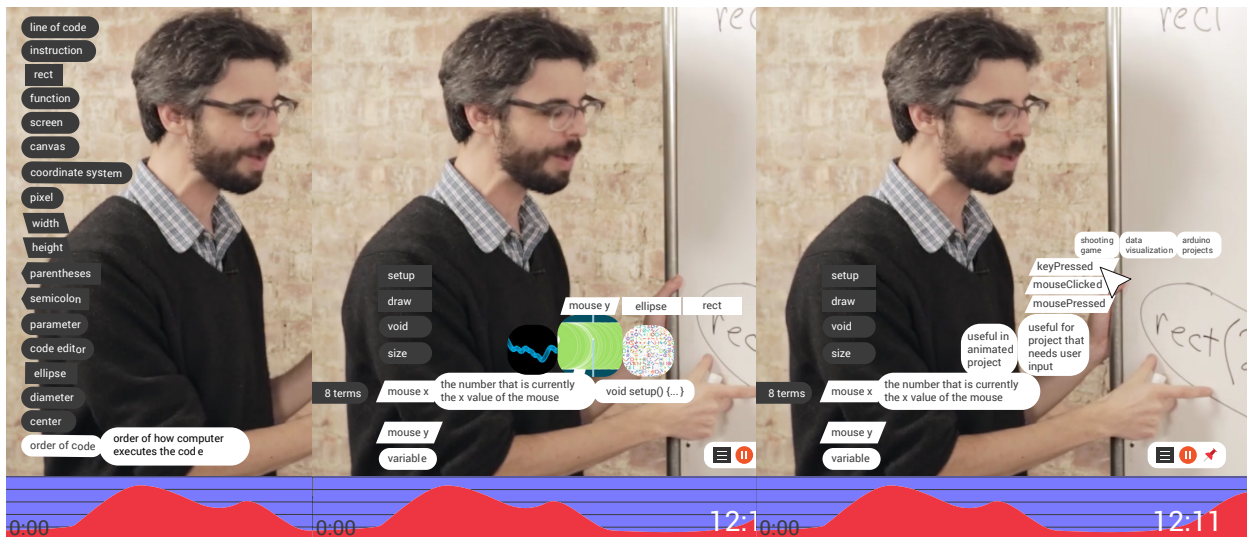 line of code
instruction
rect
function
screen
canvas
coordinate system
pixel
width
height
parentheses
semicolon
parameter
code editor
ellipse
diameter
center
order of code
order of how computer
executes the code
0:00
rect
setup
draw
void
size
mouse y
ellipse
rect
rec
8 terms
mouse x
the number that is currently
the x value of the mouse
void setup() {... }
mouse y
variable
0:00
12:1
rect
shooting
game
data
visualization
arduino
projects
keyPressed
mouseClicked
mousePressed
setup
draw
void
size
useful in
animated
project
useful for
project that
needs user
input
rect(
8 terms
mouse x
the number that is currently
the x value of the mouse
mouse y
variable
0:00
12:11